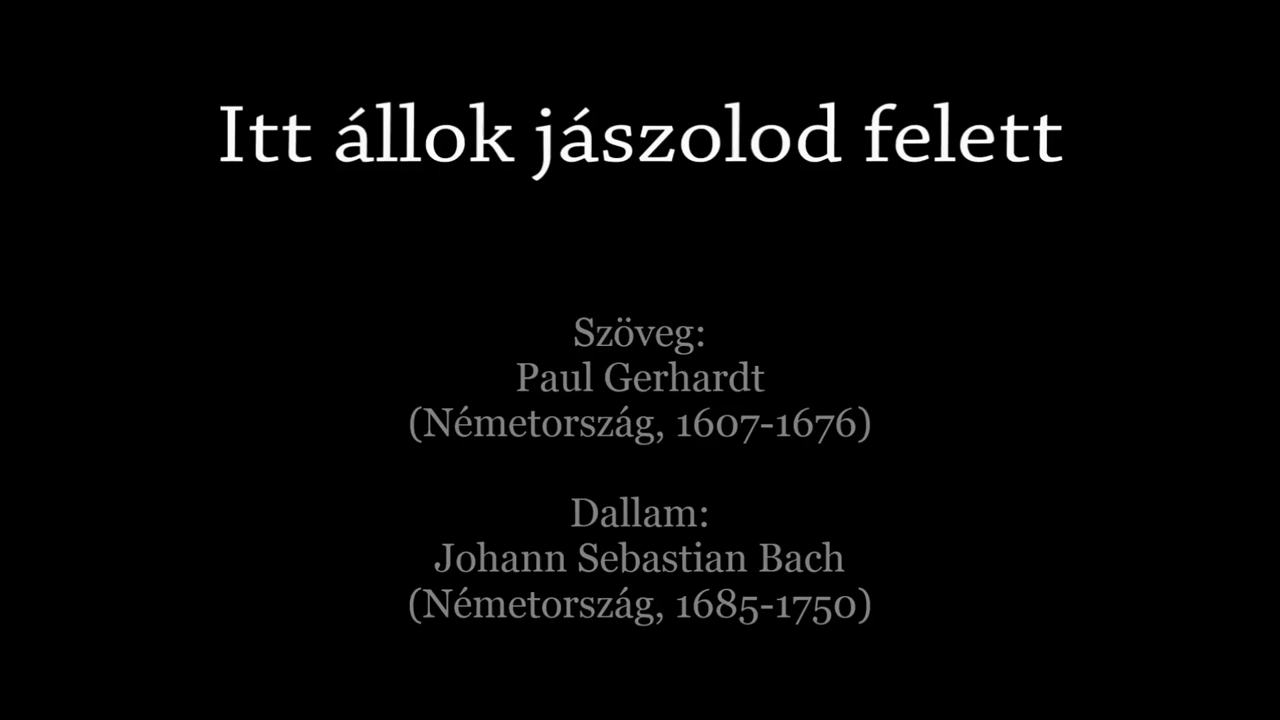 Itt állok jászolod felett
Szöveg:
Paul Gerhardt
(Németország, 1607-1676)
Dallam:
Johann Sebastian Bach
(Németország, 1685-1750)